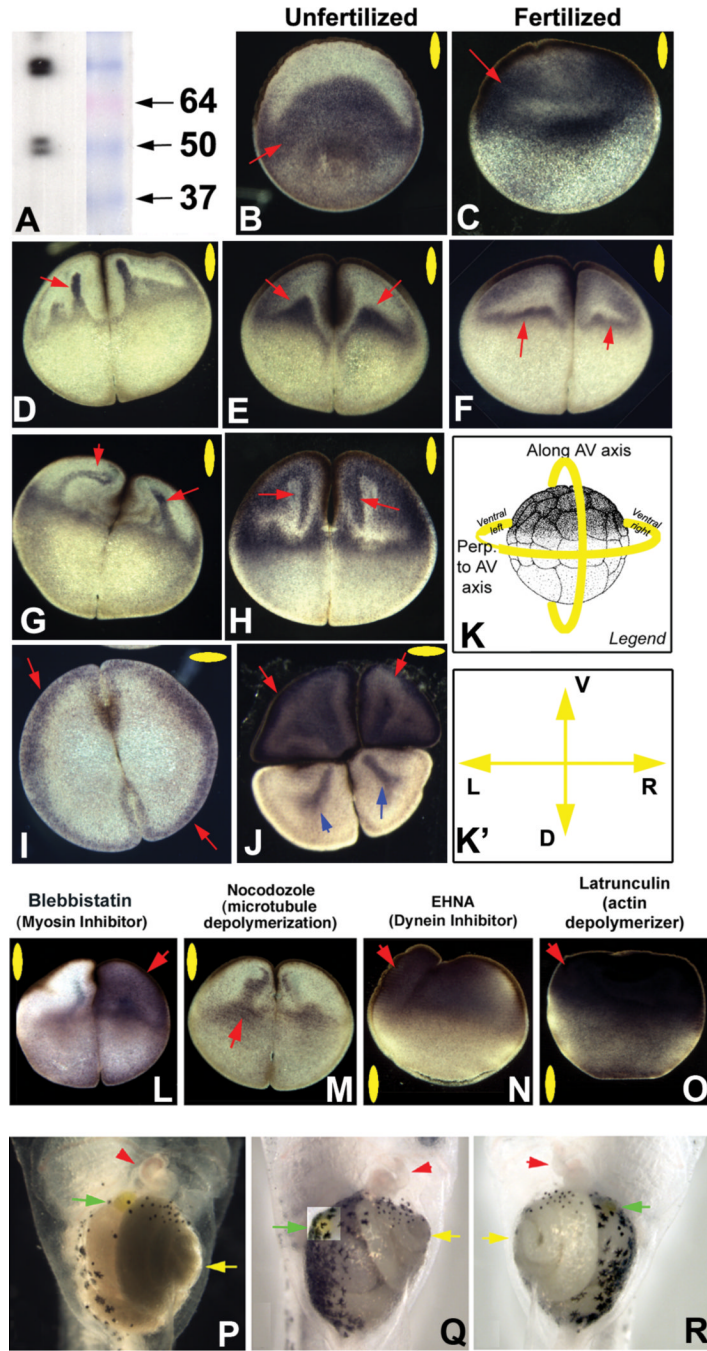 Unfertilized
Fertilized
64
50
37
A
B
C
D
E
F
G
H
Along AV axis
Ventral
left
Ventral
right
Perp.
to AV
axis
K
Legend
I
J
V
L
R
D
K’
Blebbistatin
(Myosin Inhibitor)
Nocodozole
(microtubule
depolymerization)
EHNA
(Dynein Inhibitor)
Latrunculin
(actin
depolymerizer)
L
M
N
O
P
Q
R